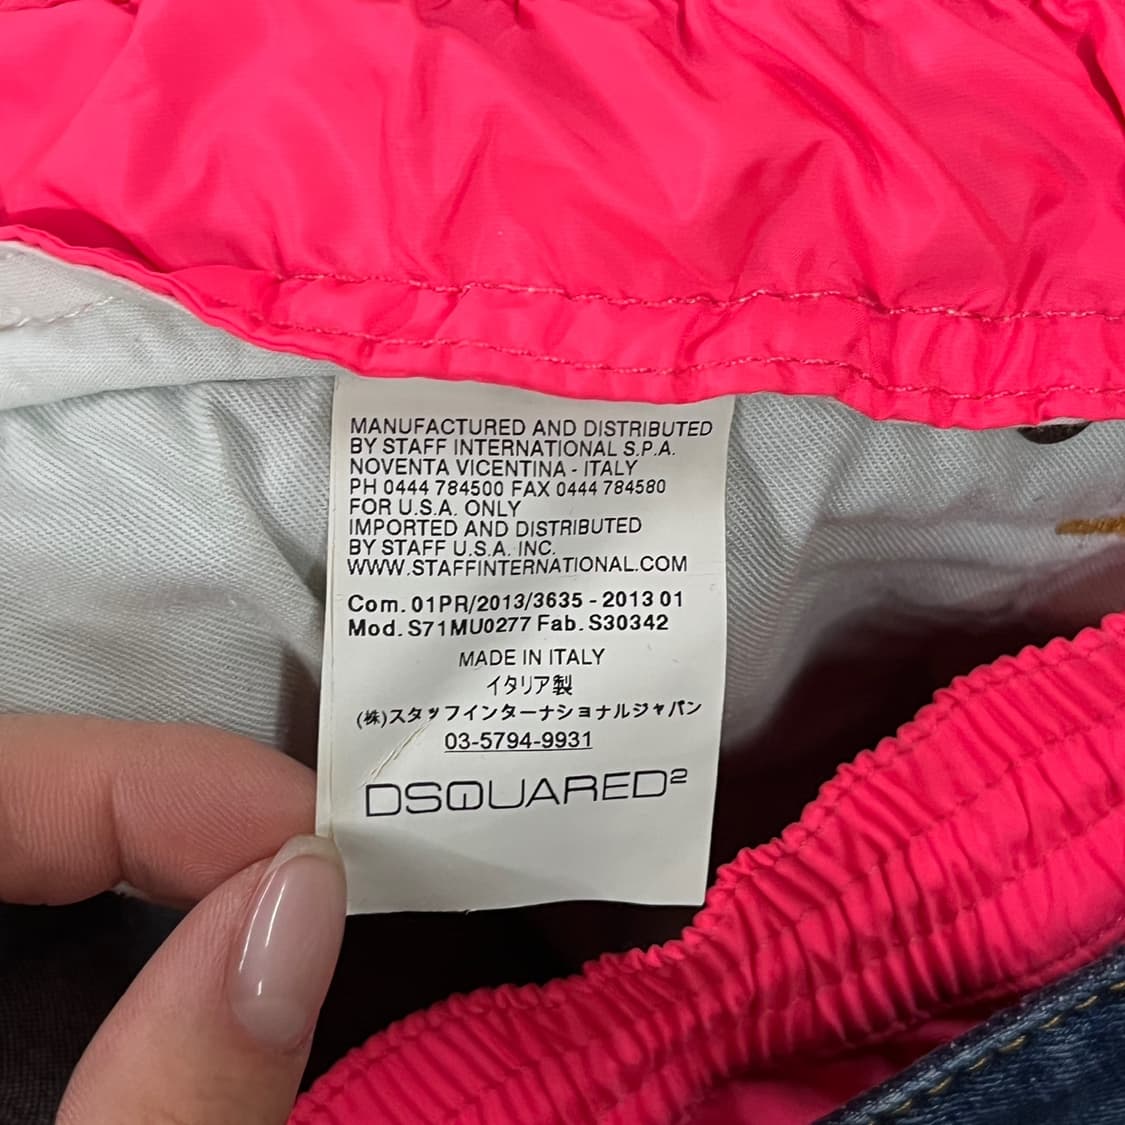 MANUFACTURED AND DISTRIBUTED
BY STAFF INTERNATIONAL S.P.A.
NOVENTA VICENTINA - ITALY
PH 0444 784500 FAX 0444 784580
FOR U.S.A. ONLY
IMPORTED AND DISTRIBUTED
BY STAFF U.S.A. INC.
WWW.STAFFINTERNATIONAL.COM
Com. 01PR/2013/3635 - 2013 01
Mod. S71MU0277 Fab. S30342
MADE IN ITALY
イタリア製
(株)スタッフインターナショナルジャパン
03-5794-9931
DSQUARED²